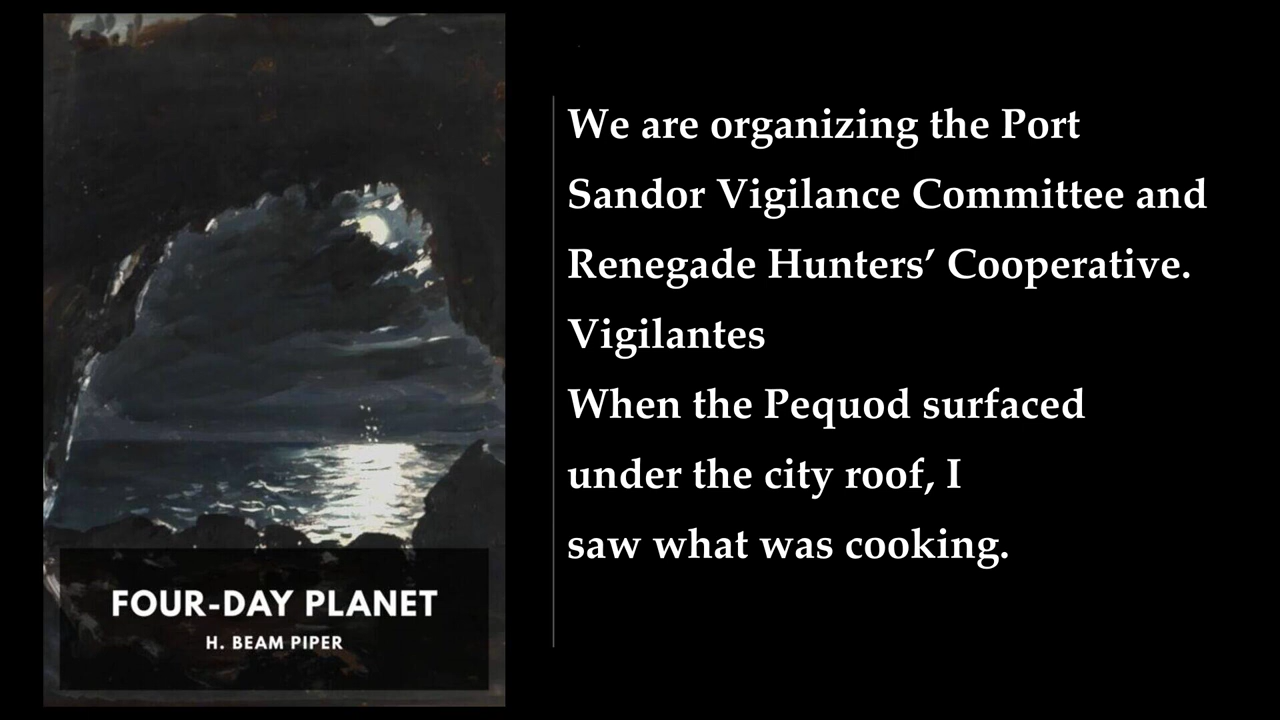 FOUR-DAY PLANET
H. BEAM PIPER
We are organizing the Port
Sandor Vigilance Committee and
Renegade Hunters’ Cooperative.
Vigilantes
When the Pequod surfaced
under the city roof, I
saw what was cooking.